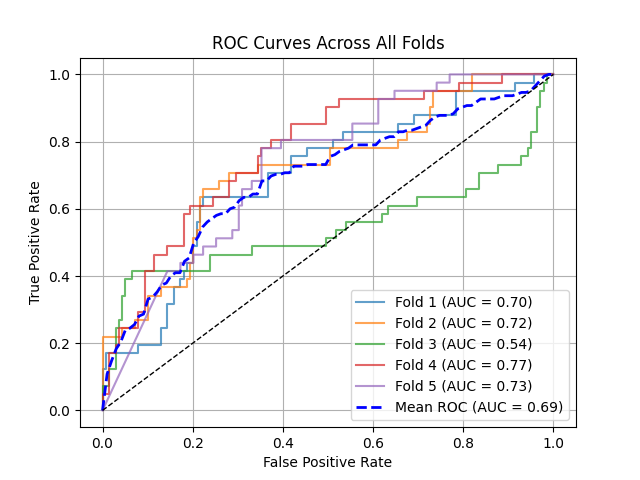 ROC Curves Across All Folds
True Positive Rate
1.0
0.8
0.6
0.4
0.2
0.0
Fold 1 (AUC = 0.70)
Fold 2 (AUC = 0.72)
Fold 3 (AUC = 0.54)
Fold 4 (AUC = 0.77)
Fold 5 (AUC = 0.73)
Mean ROC (AUC = 0.69)
0.0 0.2 0.4 0.6 0.8 1.0
False Positive Rate